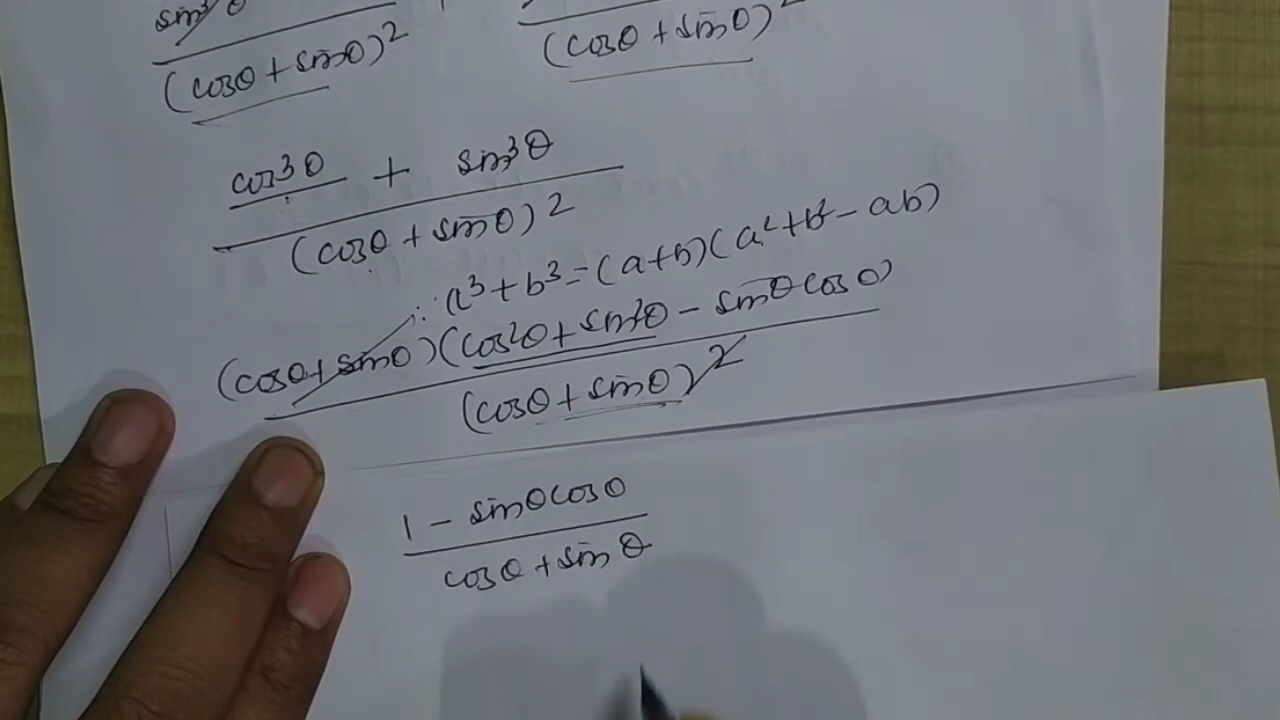 sin³θ
(cosθ + sinθ)² (cosθ + sinθ)²
cos³θ + sin³θ
(cosθ + sinθ)²
∴ a³ + b³ = (a+b)(a² + b² - ab)
(cosθ + sinθ)(cos²θ + sin²θ - sinθ cosθ)
(cosθ + sinθ)²
1 - sinθ cosθ
cosθ + sinθ